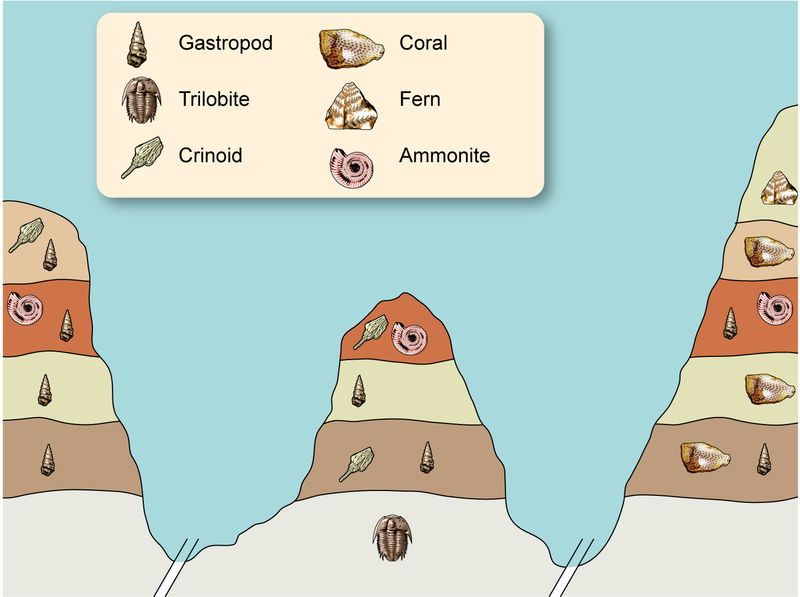 Gastropod
Coral
Trilobite
Fern
Crinoid
Ammonite